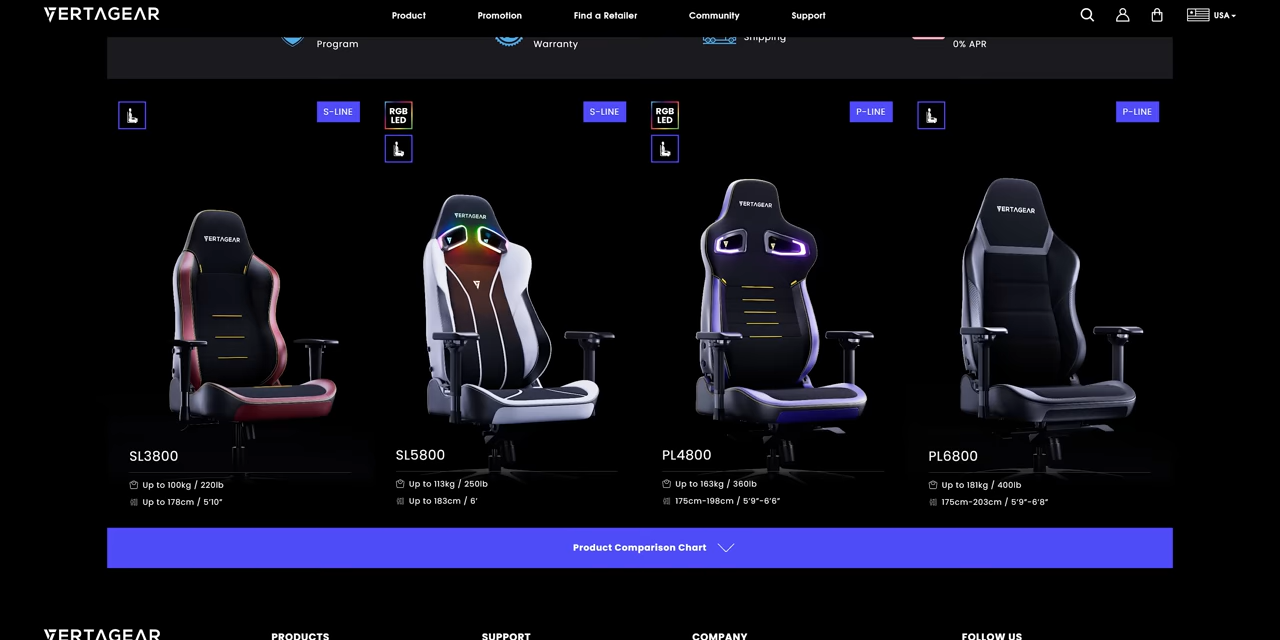 VERTAGEAR
Product
Promotion
Find a Retailer
Community
Support
USA
Program
Warranty
Shipping
0% APR
S-LINE
RGB
LED
S-LINE
RGB
LED
P-LINE
P-LINE
VERTAGEAR
VERTAGEAR
VERTAGEAR
VERTAGEAR
SL3800
Up to 100kg / 220lb
Up to 178cm / 5'10"
SL5800
Up to 113kg / 250lb
Up to 183cm / 6'
PL4800
Up to 163kg / 360lb
175cm-198cm / 5'9"-6'6"
PL6800
Up to 181kg / 400lb
175cm-203cm / 5'9"-6'8"
Product Comparison Chart
VERTAGEAR
PRODUCTS
SUPPORT
COMPANY
FOLLOW US